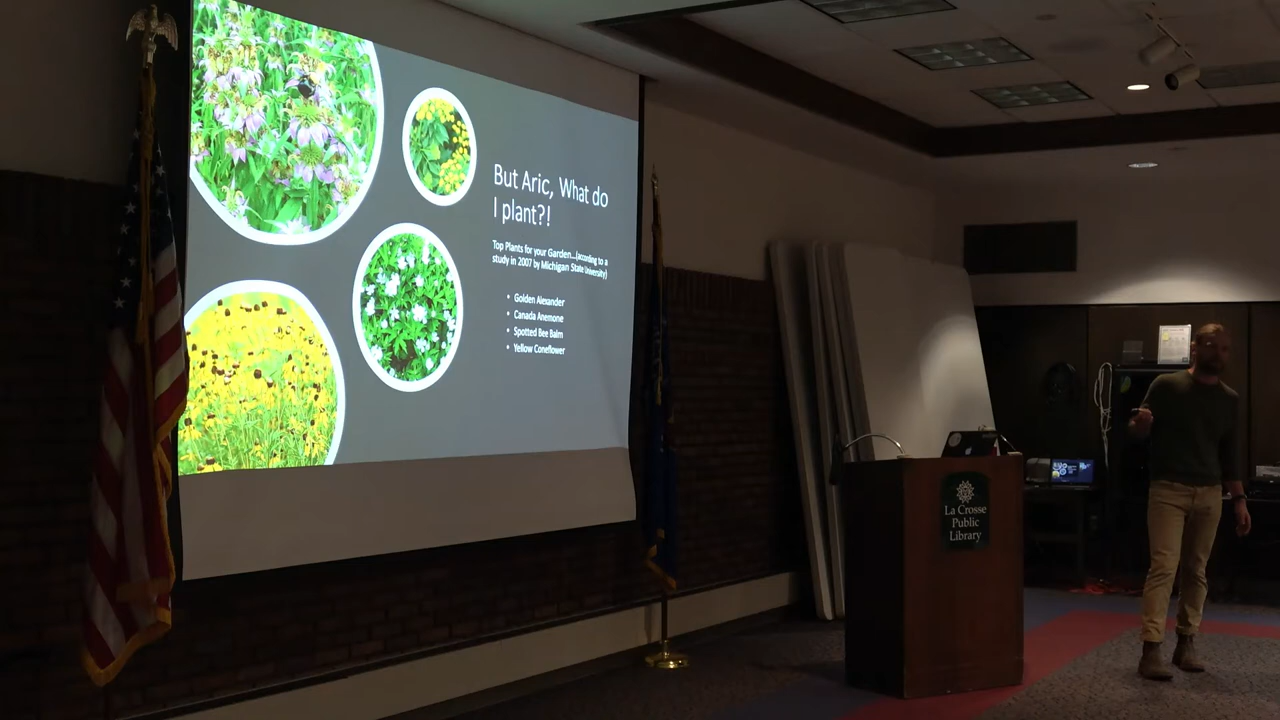 But Aric, What do
I plant?!
Top Plants for your Garden...(according to a
study in 2007 by Michigan State University)
• Golden Alexander
• Canada Anemone
• Spotted Bee Balm
• Yellow Coneflower
La Crosse
Public
Library